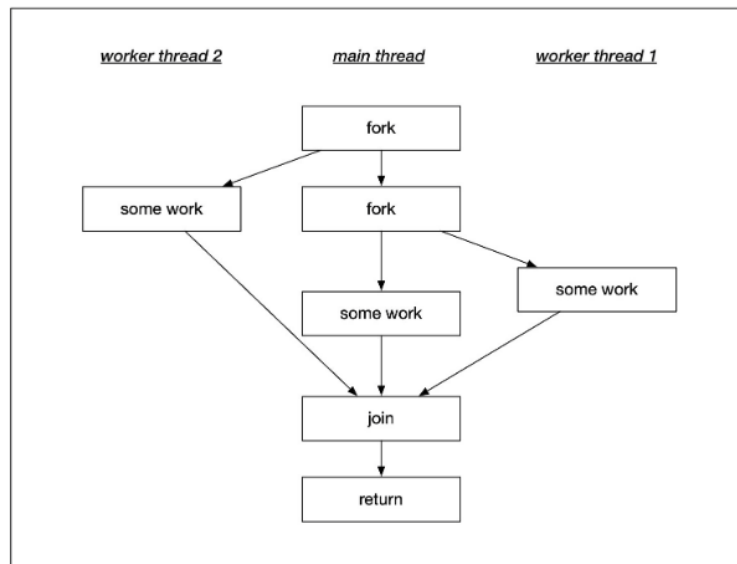 worker thread 2
main thread
worker thread 1
fork
some work
fork
some work
some work
join
return